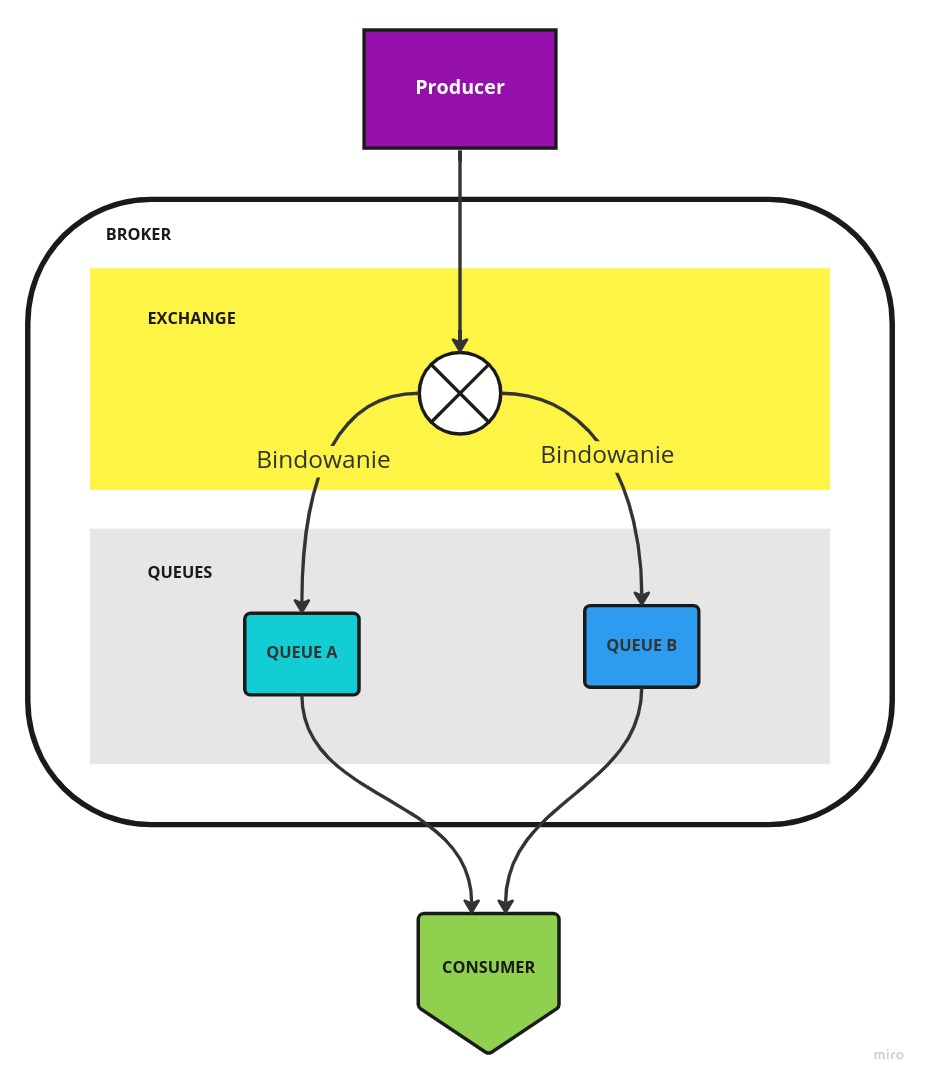 Producer
BROKER
EXCHANGE
Bindowanie
Bindowanie
QUEUES
QUEUE A
QUEUE B
CONSUMER
miro